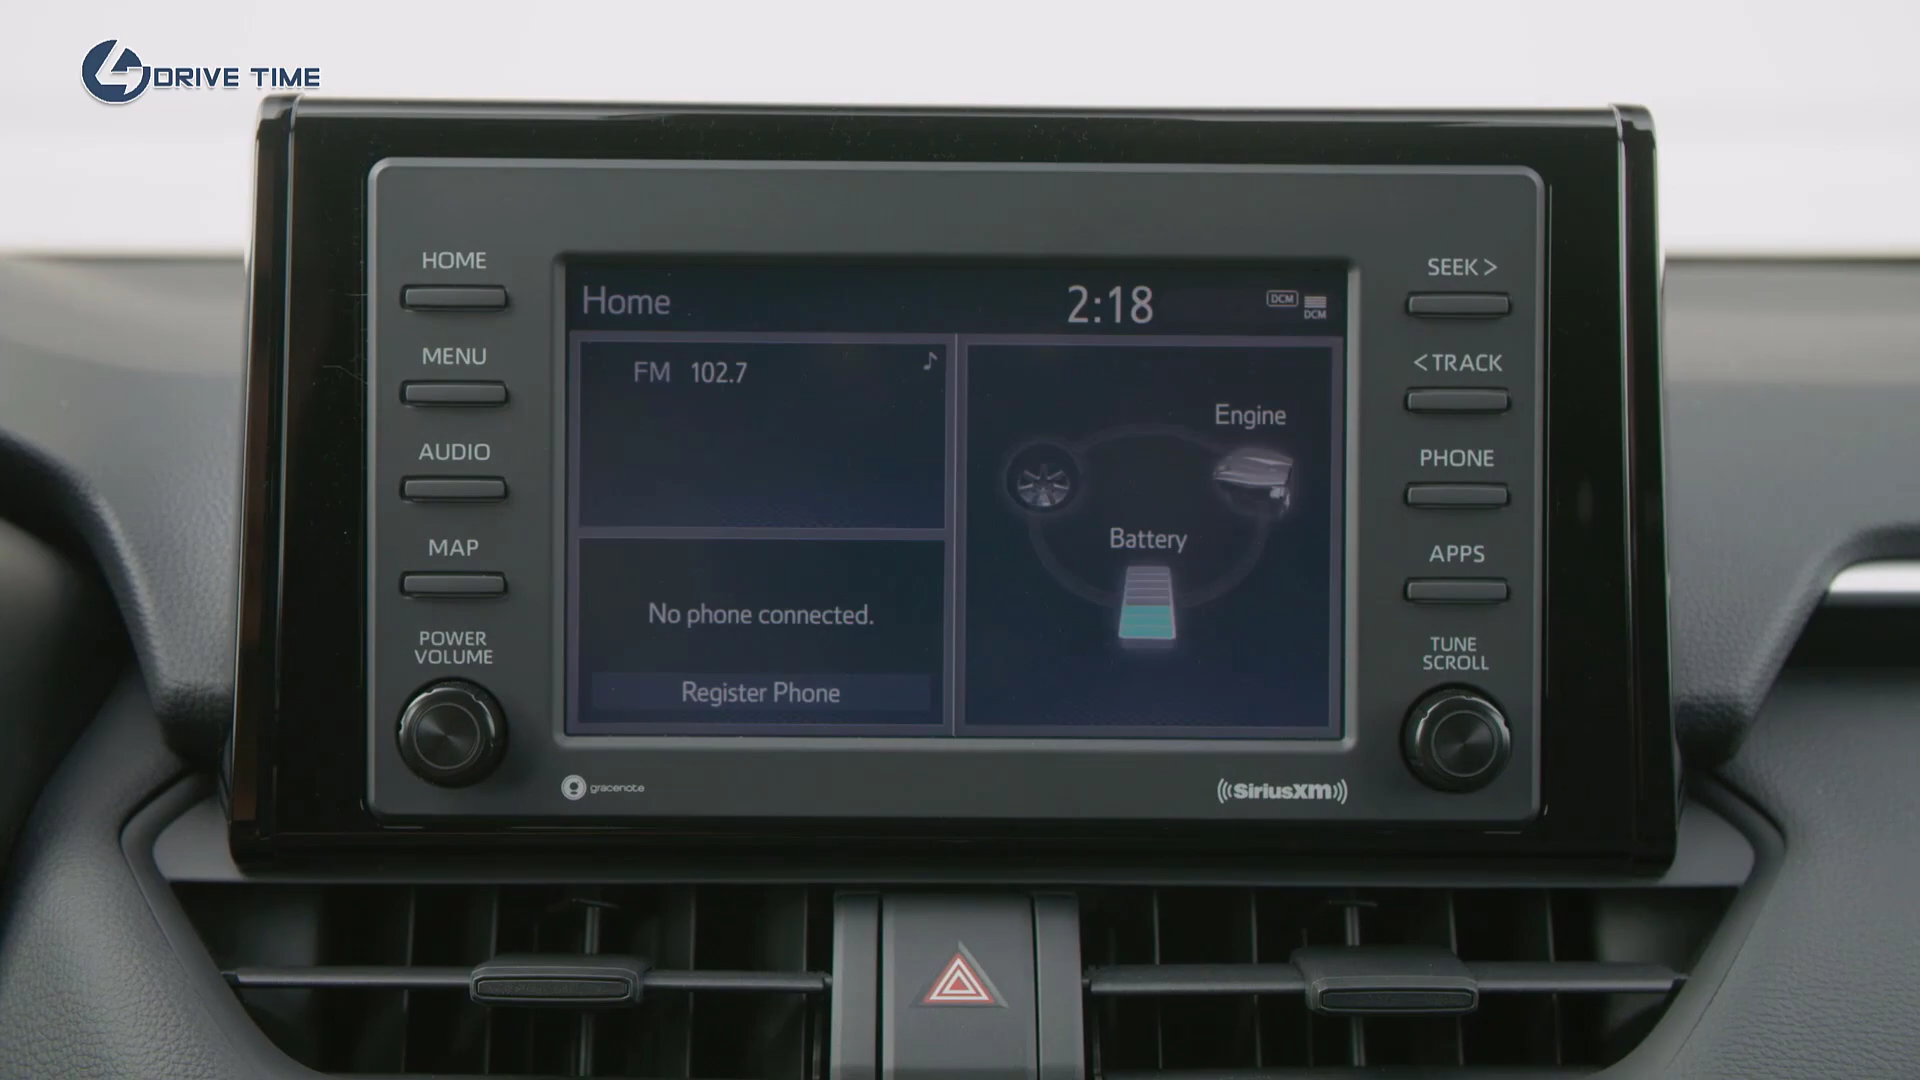 4 DRIVE TIME
HOME
MENU
AUDIO
MAP
POWER
VOLUME
Home
2:18
DCM
DCM
FM 102.7
No phone connected.
Register Phone
Engine
Battery
SEEK >
< TRACK
PHONE
APPS
TUNE
SCROLL
gracenote
((SiriusXM))